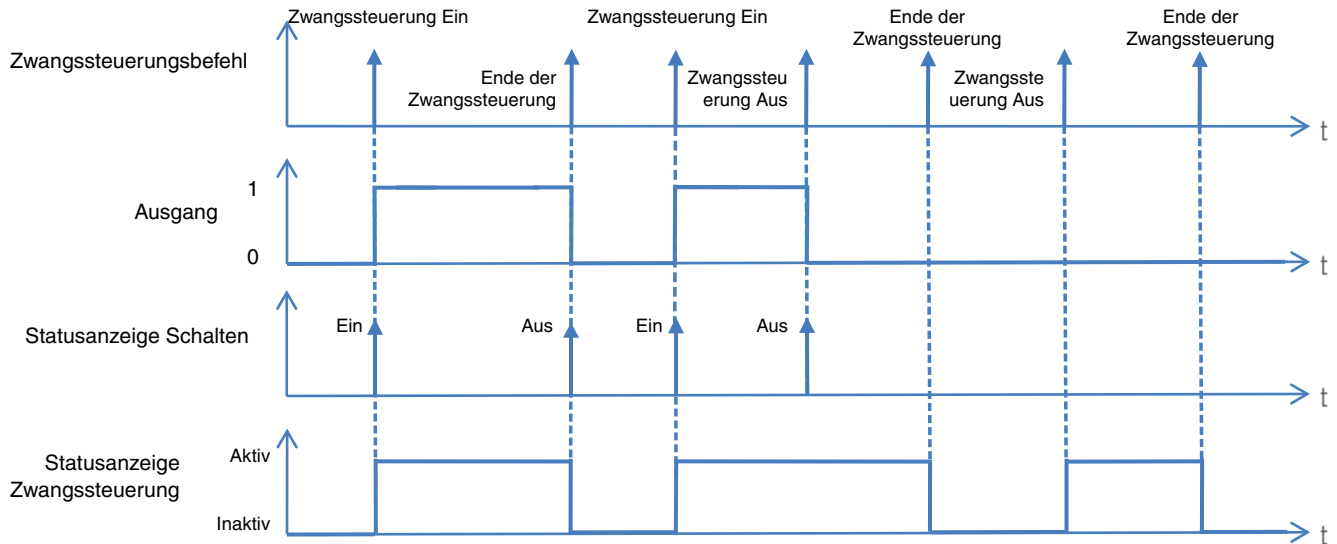 Zwangssteuerung Ein
Zwangssteuerung Ein
Ende der
Zwangssteuerung
Ende der
Zwangssteuerung
Zwangssteuerungsbefehl
Ende der
Zwangssteuerung
Zwangssteu
erung Aus
Zwangsste
uerung Aus
t
Ausgang
1
0
t
Statusanzeige Schalten
Ein
Aus
Ein
Aus
t
Statusanzeige
Zwangssteuerung
Aktiv
Inaktiv
t